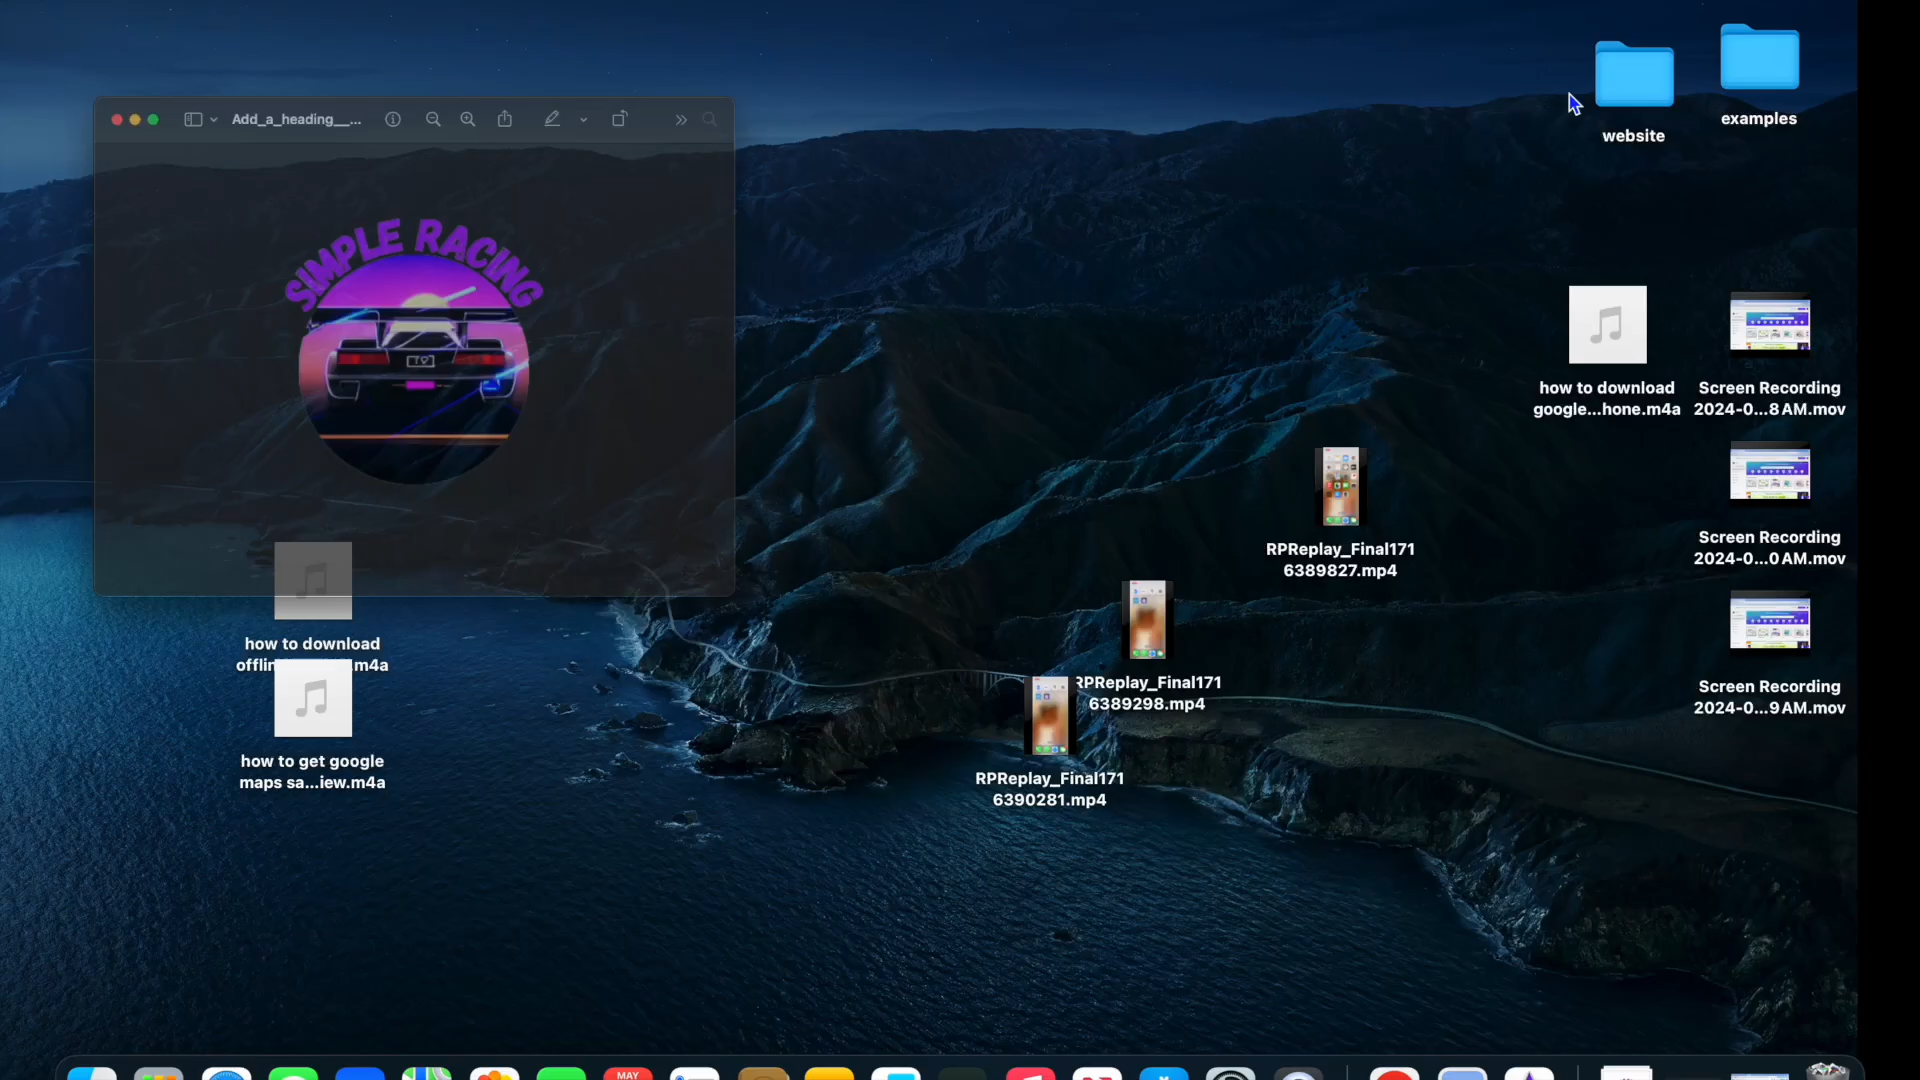 Add_a_heading__...
SIMPLE RACING
website
examples
how to download
google...hone.m4a
Screen Recording
2024-0...8 AM.mov
Screen Recording
2024-0...0 AM.mov
RPReplay_Final171
6389827.mp4
how to download
m4a
Screen Recording
2024-0...9 AM.mov
RPReplay_Final171
6389298.mp4
how to get google
maps sa...iew.m4a
RPReplay_Final171
6390281.mp4
MAY